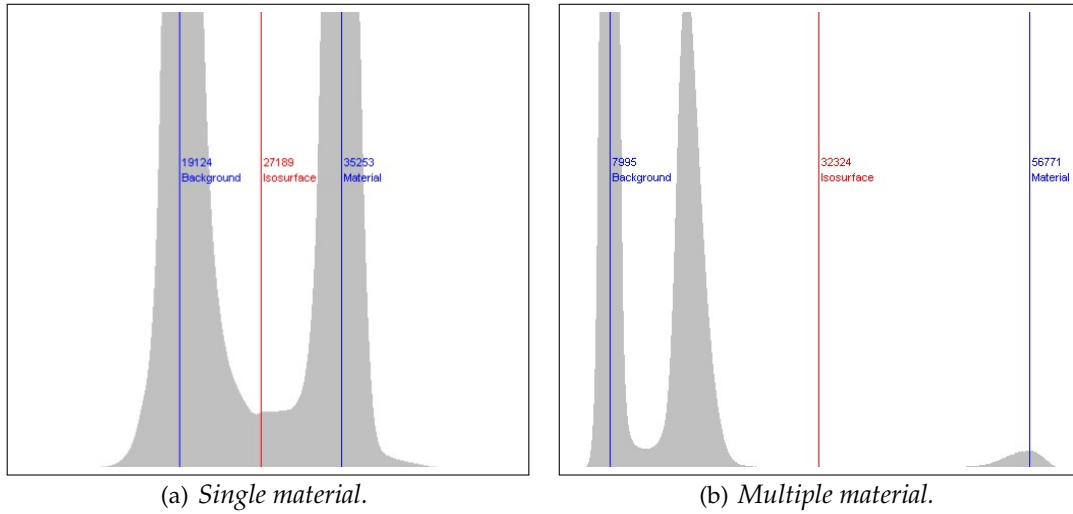 19124
Background
27189
Isosurface
35253
Material
7995
Background
32324
Isosurface
56771
Material
(a) Single material.
(b) Multiple material.